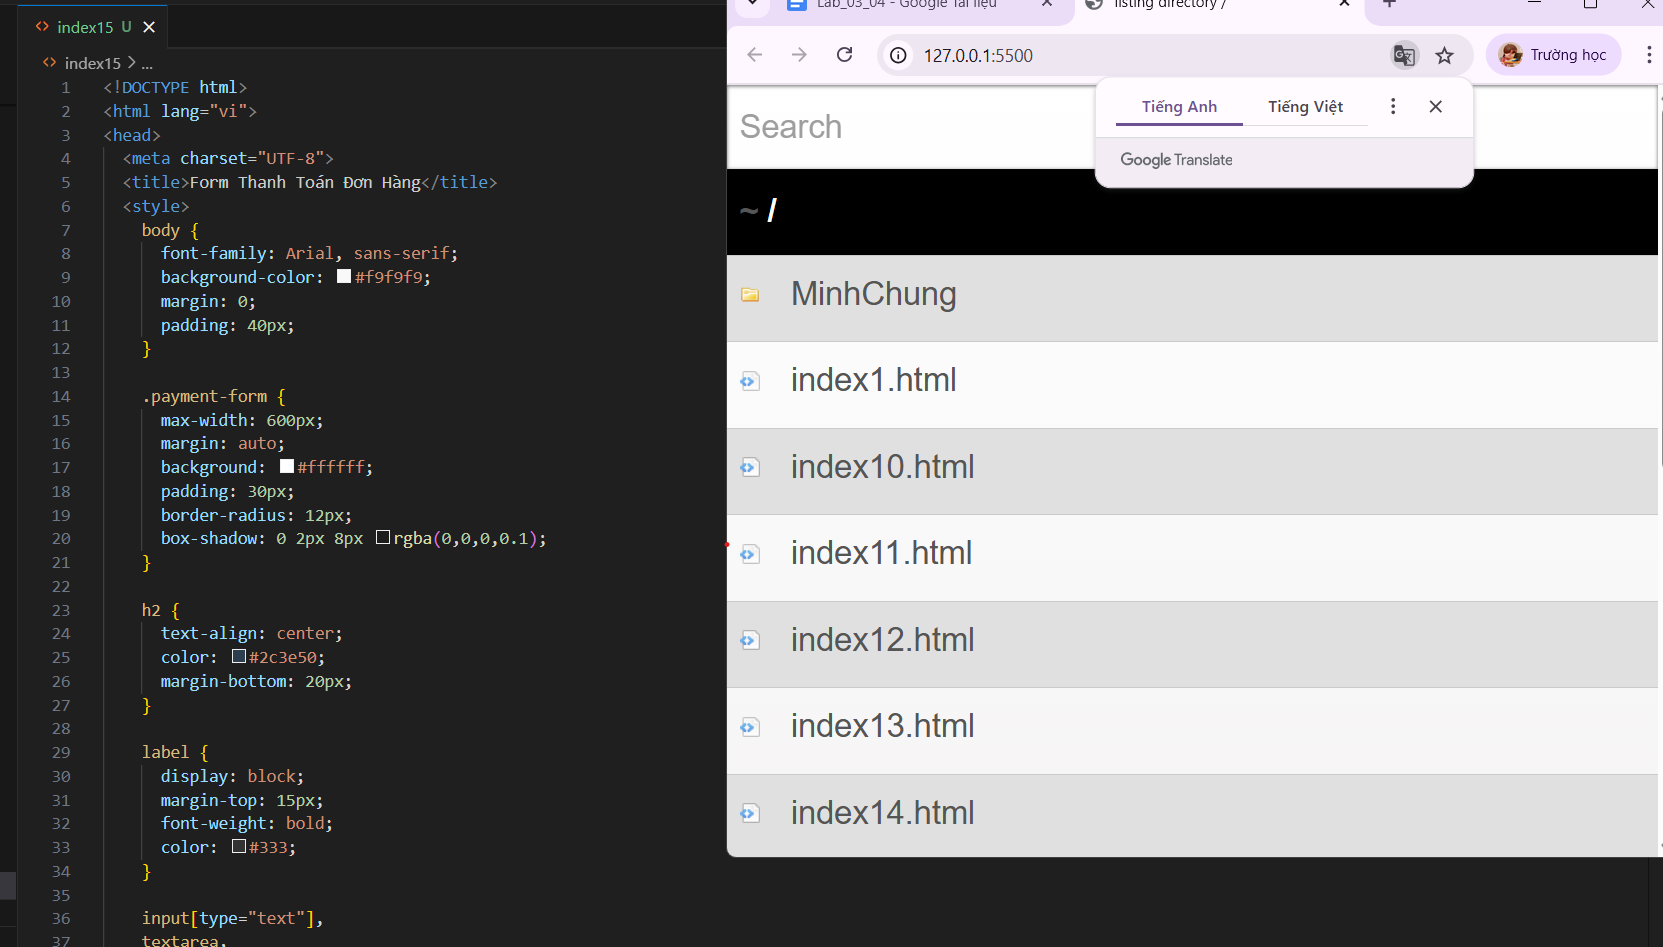 index15 U
index15 > ...
1 <!DOCTYPE html>
2 <html lang="vi">
3 <head>
4 <meta charset="UTF-8">
5 <title>Form Thanh Toán Đơn Hàng</title>
6 <style>
7 body {
8 font-family: Arial, sans-serif;
9 background-color: #f9f9f9;
10 margin: 0;
11 padding: 40px;
12 }
13
14 .payment-form {
15 max-width: 600px;
16 margin: auto;
17 background: #ffffff;
18 padding: 30px;
19 border-radius: 12px;
20 box-shadow: 0 2px 8px rgba(0,0,0,0.1);
21 }
22
23 h2 {
24 text-align: center;
25 color: #2c3e50;
26 margin-bottom: 20px;
27 }
28
29 label {
30 display: block;
31 margin-top: 15px;
32 font-weight: bold;
33 color: #333;
34 }
35
36 input[type="text"],
37 textarea,
Lab_03_04 - Google Tài liệu
listing directory /
127.0.0.1:5500
Trường học
Tiếng Anh
Tiếng Việt
Google Translate
Search
~ /
MinhChung
index1.html
index10.html
index11.html
index12.html
index13.html
index14.html